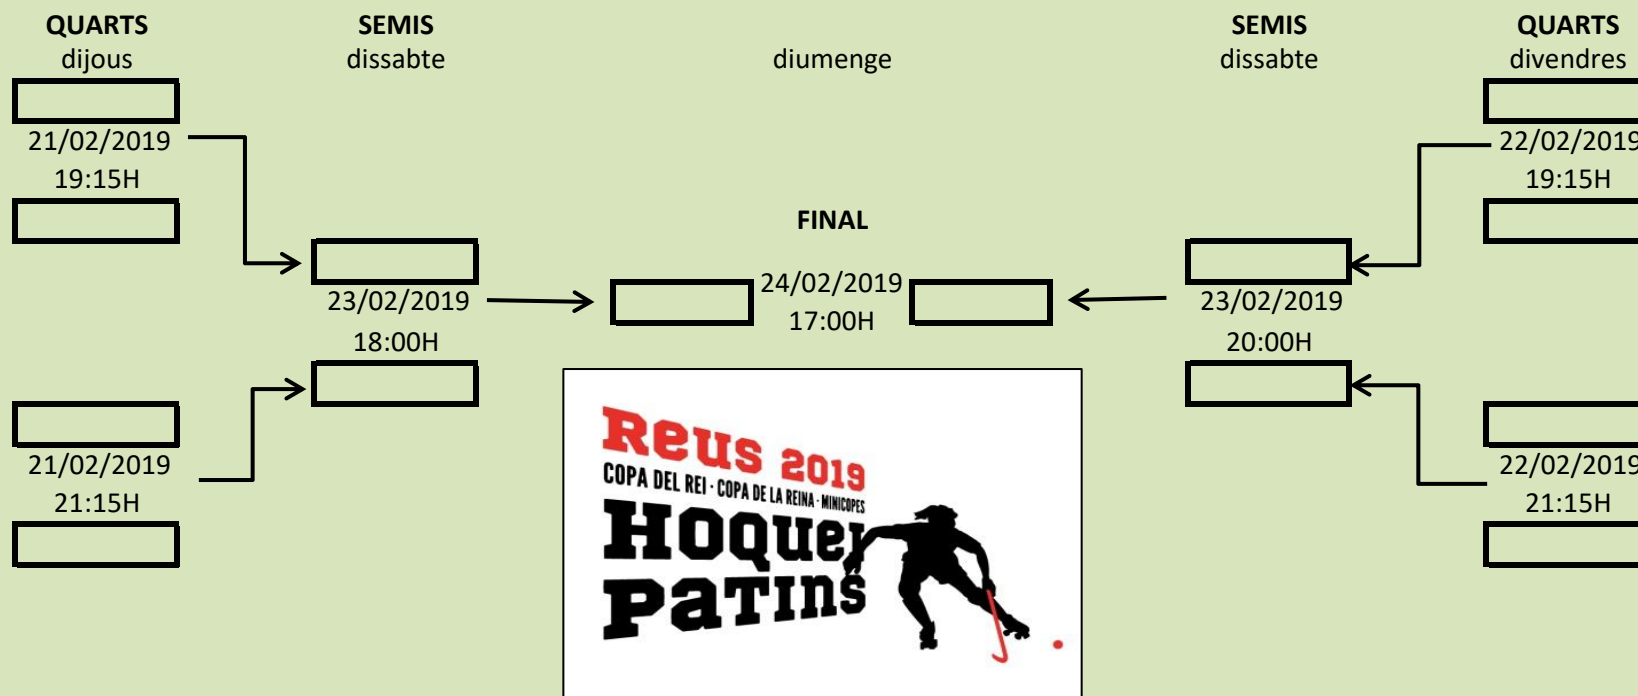 QUARTS
dijous
SEMIS
dissabte
diumenge
SEMIS
dissabte
QUARTS
divendres
21/02/2019
19:15H
22/02/2019
19:15H
FINAL
24/02/2019
17:00H
23/02/2019
18:00H
23/02/2019
20:00H
21/02/2019
21:15H
22/02/2019
21:15H
Reus 2019
COPA DEL REI · COPA DE LA REINA · MINICOPES
HOQUEI
PATINS